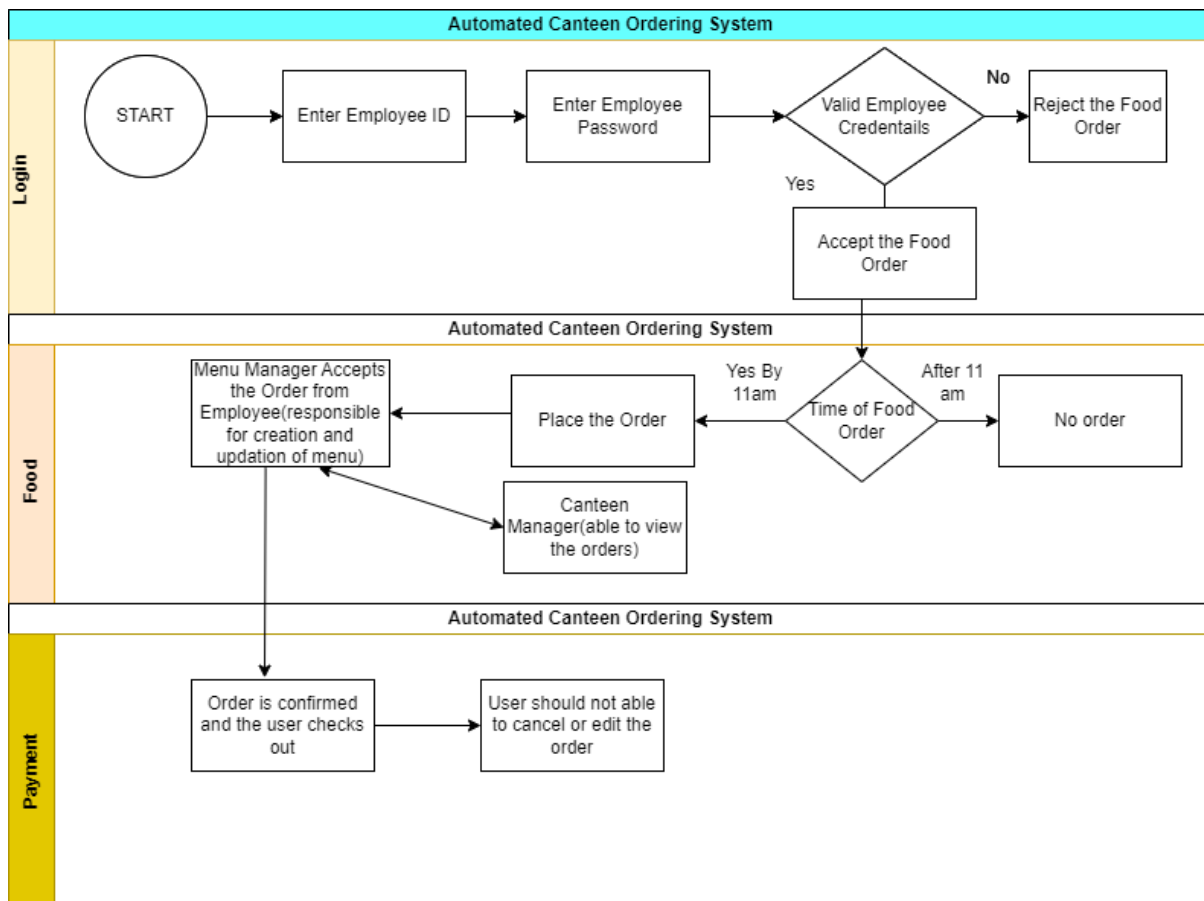 Automated Canteen Ordering System
Login
START
Enter Employee ID
Enter Employee
Password
Valid Employee
Credentails
No
Reject the Food
Order
Yes
Accept the Food
Order
Automated Canteen Ordering System
Food
Menu Manager Accepts
the Order from
Employee(responsible
for creation and
updation of menu)
Place the Order
Yes By
11am
Time of Food
Order
After 11
am
No order
Canteen
Manager(able to view
the orders)
Automated Canteen Ordering System
Payment
Order is confirmed
and the user checks
out
User should not able
to cancel or edit the
order